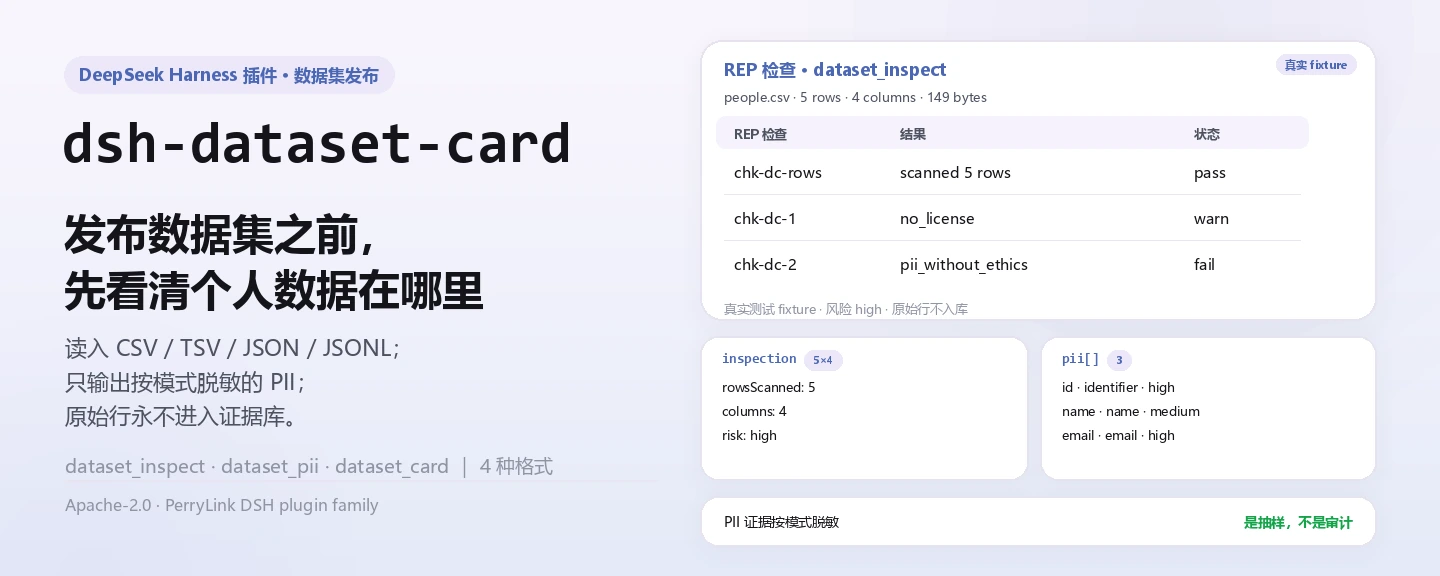 DeepSeek Harness 插件 • 数据集发布
dsh-dataset-card
发布数据集之前,
先看清个人数据在哪里
读入 CSV / TSV / JSON / JSONL;
只输出按模式脱敏的 PII;
原始行永不进入证据库。
dataset_inspect · dataset_pii · dataset_card | 4 种格式
Apache-2.0 · PerryLink DSH plugin family
REP 检查 • dataset_inspect
真实 fixture
people.csv · 5 rows · 4 columns · 149 bytes
REP 检查 结果 状态
chk-dc-rows scanned 5 rows pass
chk-dc-1 no_license warn
chk-dc-2 pii_without_ethics fail
真实测试 fixture · 风险 high · 原始行不入库
inspection 5×4
rowsScanned: 5
columns: 4
risk: high
pii[] 3
id · identifier · high
name · name · medium
email · email · high
PII 证据按模式脱敏
是抽样，不是审计